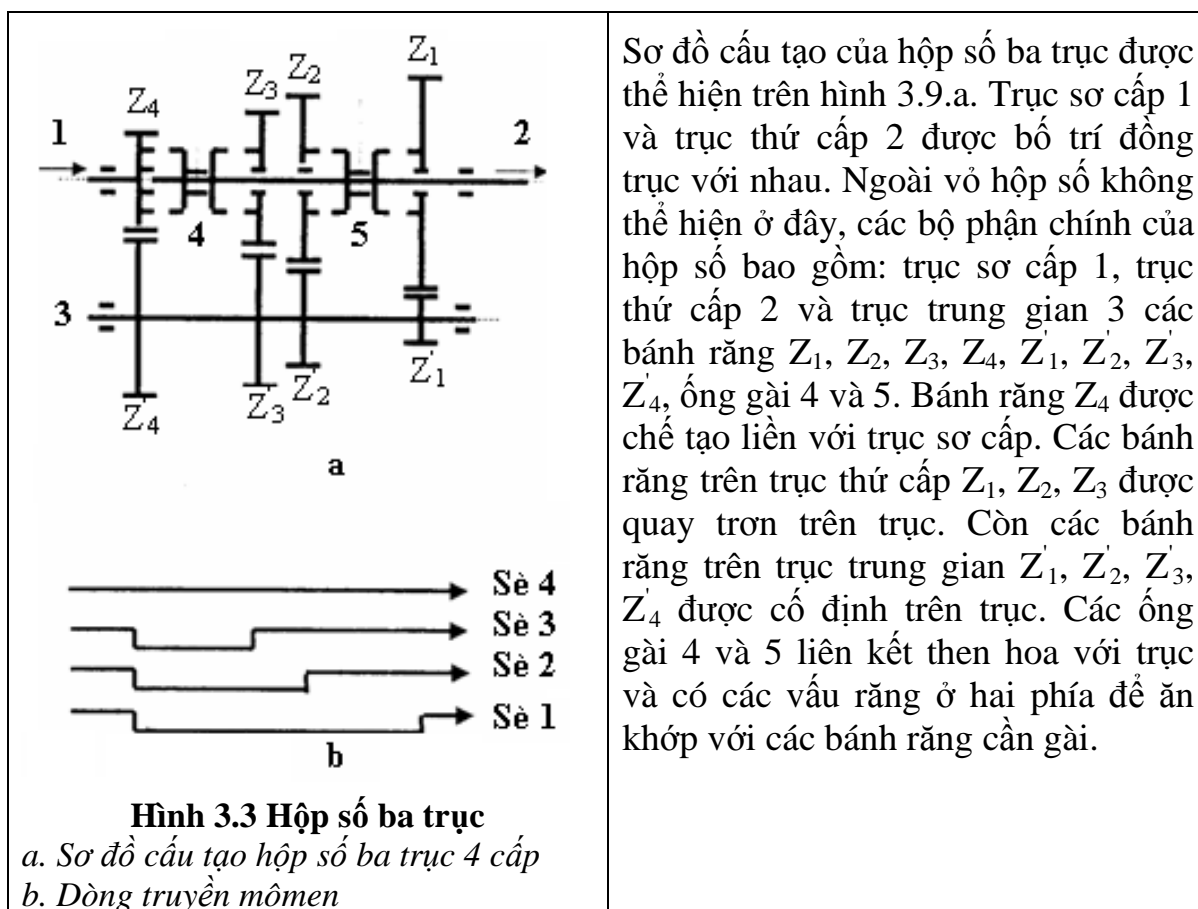 Z1
Z2
Z3
Z4
1
2
4
5
3
Z'1
Z'2
Z'3
Z'4
a
Sè 4
Sè 3
Sè 2
Sè 1
b
Hình 3.3 Hộp số ba trục
a. Sơ đồ cấu tạo hộp số ba trục 4 cấp
b. Dòng truyền mômen
Sơ đồ cấu tạo của hộp số ba trục được
thể hiện trên hình 3.9.a. Trục sơ cấp 1
và trục thứ cấp 2 được bố trí đồng
trục với nhau. Ngoài vỏ hộp số không
thể hiện ở đây, các bộ phận chính của
hộp số bao gồm: trục sơ cấp 1, trục
thứ cấp 2 và trục trung gian 3 các
bánh răng Z1, Z2, Z3, Z4, Z'1, Z'2, Z'3,
Z'4, ống gài 4 và 5. Bánh răng Z4 được
chế tạo liền với trục sơ cấp. Các bánh
răng trên trục thứ cấp Z1, Z2, Z3 được
quay trơn trên trục. Còn các bánh
răng trên trục trung gian Z'1, Z'2, Z'3,
Z'4 được cố định trên trục. Các ống
gài 4 và 5 liên kết then hoa với trục
và có các vấu răng ở hai phía để ăn
khớp với các bánh răng cần gài.